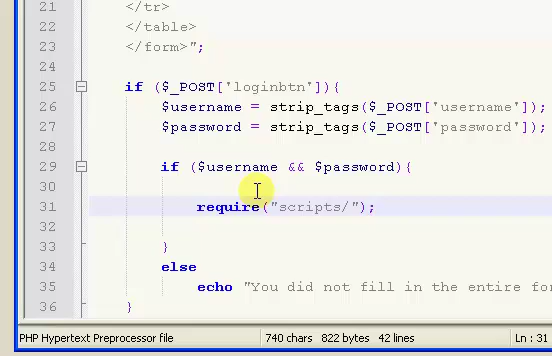 21 </tr>
22 </table>
23 </form>";
24
25 if ($_POST['loginbtn']){
26 $username = strip_tags($_POST['username']);
27 $password = strip_tags($_POST['password']);
28
29 if ($username && $password){
30
31 require("scripts/");
32
33 }
34 else
35 echo "You did not fill in the entire for
36 }
PHP Hypertext Preprocessor file 740 chars 822 bytes 42 lines Ln : 31